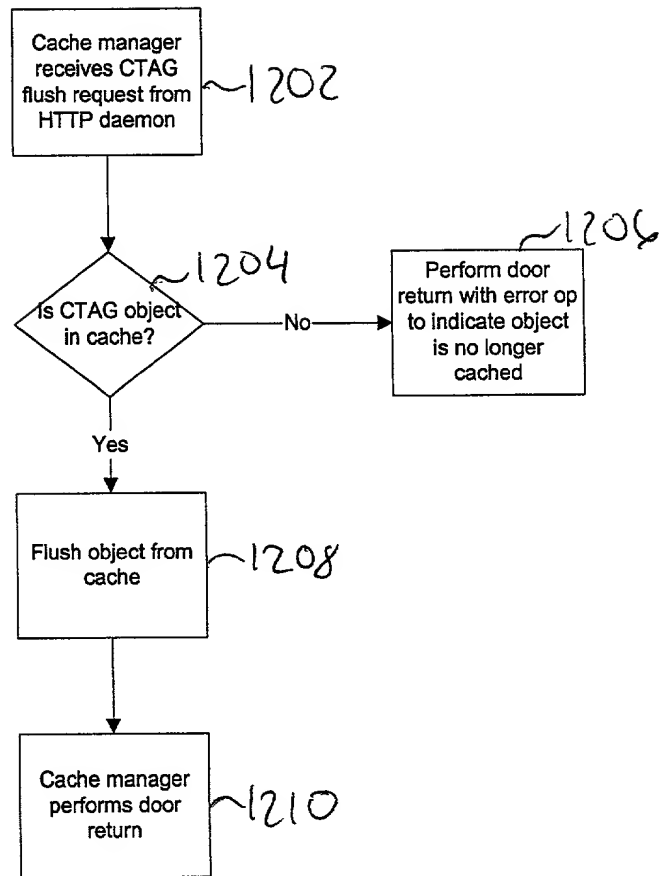 Cache manager
receives CTAG
flush request from
HTTP daemon
1202
1204
Is CTAG object
in cache?
No
1206
Perform door
return with error op
to indicate object
is no longer
cached
Yes
Flush object from
cache
1208
Cache manager
performs door
return
1210